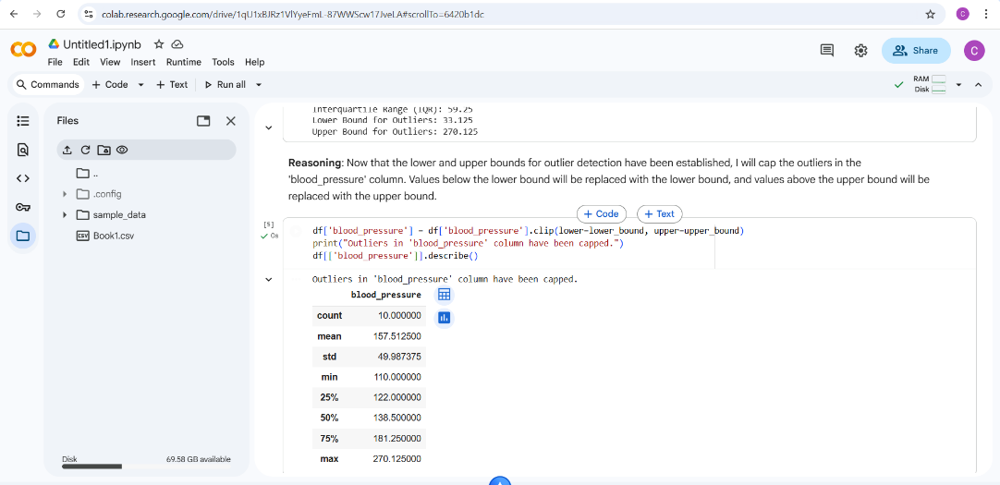 colab.research.google.com/drive/1qU1xBJRz1VlYyeFmL-87WWScw17JveLA#scrollTo=6420b1dc
C
CO
Untitled1.ipynb
File Edit View Insert Runtime Tools Help
Share
C
Commands + Code + Text Run all
RAM
Disk
Files
..
.config
sample_data
CSV Book1.csv
Disk 69.58 GB available
Interquartile Range (IQR): 59.25
Lower Bound for Outliers: 33.125
Upper Bound for Outliers: 270.125
Reasoning: Now that the lower and upper bounds for outlier detection have been established, I will cap the outliers in the
'blood_pressure' column. Values below the lower bound will be replaced with the lower bound, and values above the upper bound will be
replaced with the upper bound.
+ Code + Text
[5]
0s
df['blood_pressure'] = df['blood_pressure'].clip(lower=lower_bound, upper=upper_bound)
print("Outliers in 'blood_pressure' column have been capped.")
df[['blood_pressure']].describe()
Outliers in 'blood_pressure' column have been capped.
blood_pressure
count 10.000000
mean 157.512500
std 49.987375
min 110.000000
25% 122.000000
50% 138.500000
75% 181.250000
max 270.125000